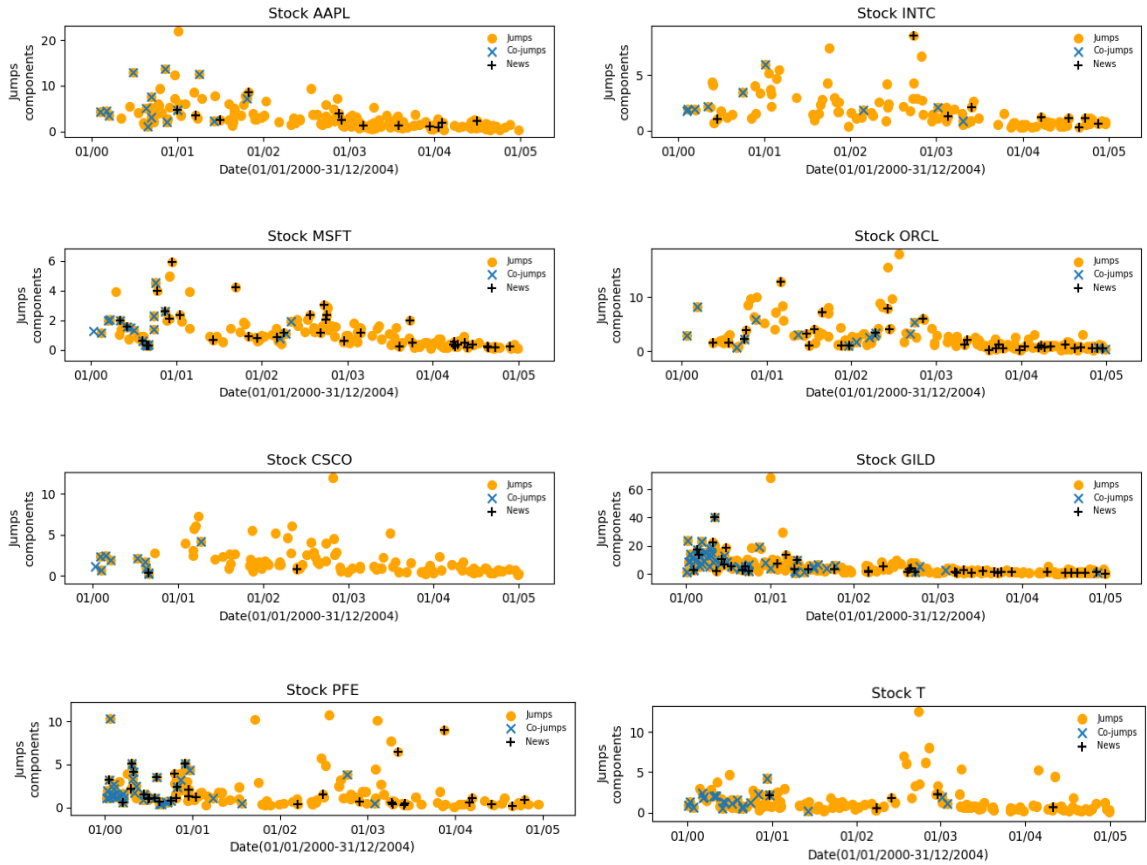 Stock AAPL
Jumps components
20
10
0
Jumps
Co-jumps
News
01/00 01/01 01/02 01/03 01/04 01/05
Date(01/01/2000-31/12/2004)
Stock INTC
Jumps components
5
0
Jumps
Co-jumps
News
01/00 01/01 01/02 01/03 01/04 01/05
Date(01/01/2000-31/12/2004)
Stock MSFT
Jumps components
6
4
2
0
Jumps
Co-jumps
News
01/00 01/01 01/02 01/03 01/04 01/05
Date(01/01/2000-31/12/2004)
Stock ORCL
Jumps components
10
5
0
Jumps
Co-jumps
News
01/00 01/01 01/02 01/03 01/04 01/05
Date(01/01/2000-31/12/2004)
Stock CSCO
Jumps components
10
5
0
Jumps
Co-jumps
News
01/00 01/01 01/02 01/03 01/04 01/05
Date(01/01/2000-31/12/2004)
Stock GILD
Jumps components
60
40
20
0
Jumps
Co-jumps
News
01/00 01/01 01/02 01/03 01/04 01/05
Date(01/01/2000-31/12/2004)
Stock PFE
Jumps components
10
5
0
Jumps
Co-jumps
News
01/00 01/01 01/02 01/03 01/04 01/05
Date(01/01/2000-31/12/2004)
Stock T
Jumps components
10
5
0
Jumps
Co-jumps
News
01/00 01/01 01/02 01/03 01/04 01/05
Date(01/01/2000-31/12/2004)